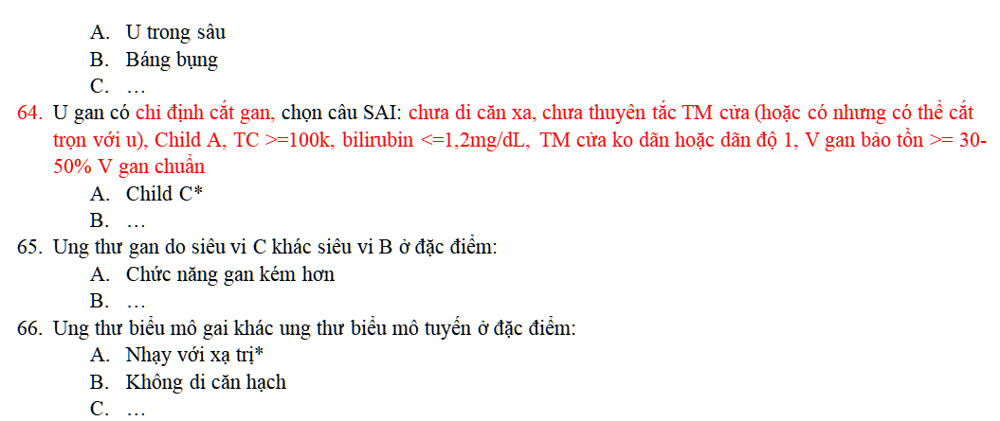 A. U trong sâu
B. Báng bụng
C. …
64. U gan có chỉ định cắt gan, chọn câu SAI: chưa di căn xa, chưa thuyên tắc TM cửa (hoặc có nhưng có thể cắt
trọn với u), Child A, TC >=100k, bilirubin <=1,2mg/dL, TM cửa ko dãn hoặc dãn độ 1, V gan bảo tồn >= 30-
50% V gan chuẩn
A. Child C*
B. …
65. Ung thư gan do siêu vi C khác siêu vi B ở đặc điểm:
A. Chức năng gan kém hơn
B. …
66. Ung thư biểu mô gai khác ung thư biểu mô tuyến ở đặc điểm:
A. Nhạy với xạ trị*
B. Không di căn hạch
C. …